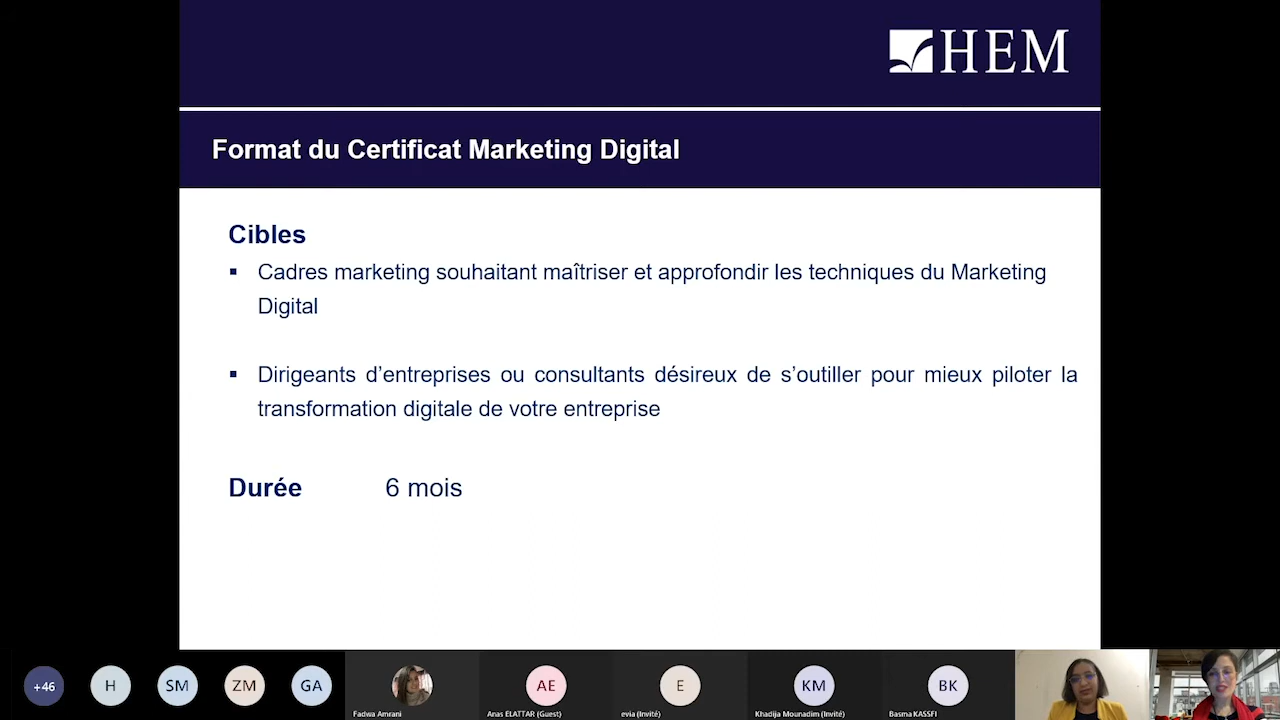 HEM
Format du Certificat Marketing Digital
Cibles
▪ Cadres marketing souhaitant maîtriser et approfondir les techniques du Marketing
Digital
▪ Dirigeants d’entreprises ou consultants désireux de s’outiller pour mieux piloter la
transformation digitale de votre entreprise
Durée 6 mois
+46 H SM ZM GA AE E KM BK
Fadwa Amrani Anas ELATTAR (Guest) evia (Invité) Khadija Mounadim (Invité) Basma KASSFI